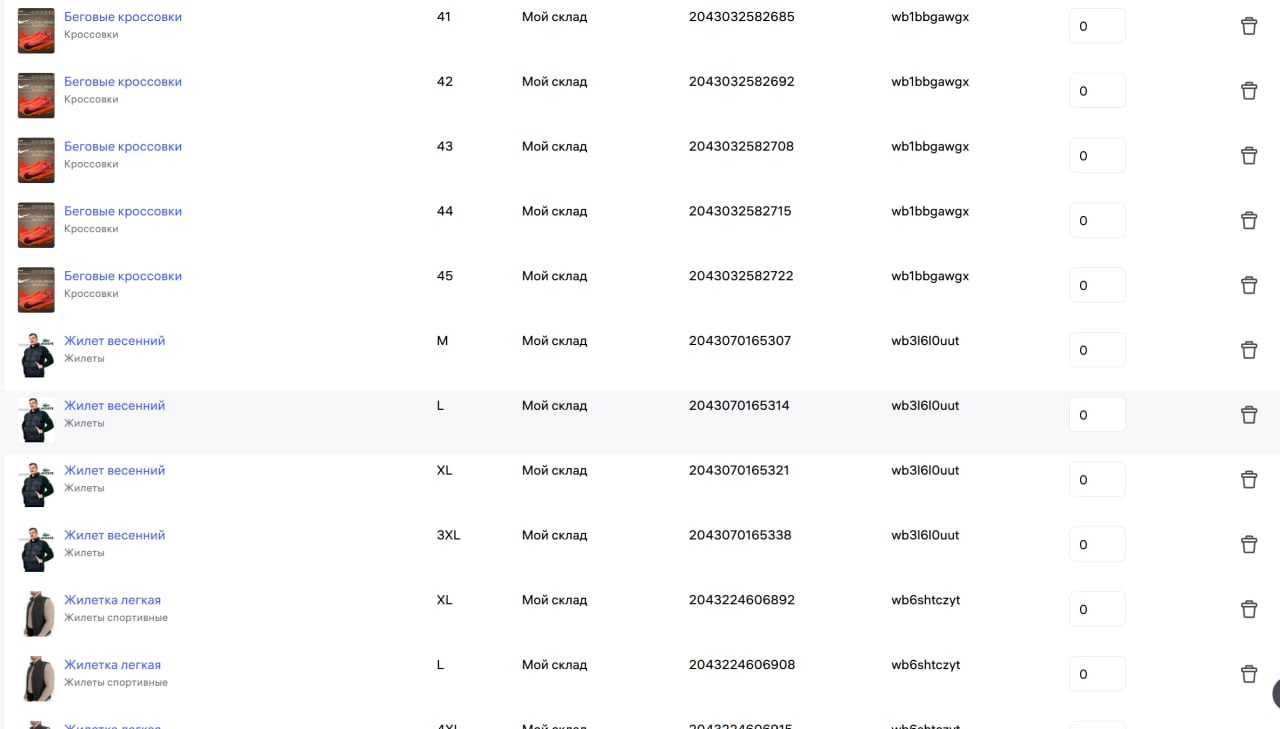 Беговые кроссовки 41 Мой склад 2043032582685 wb1bbgawgx 0
Кроссовки
Беговые кроссовки 42 Мой склад 2043032582692 wb1bbgawgx 0
Кроссовки
Беговые кроссовки 43 Мой склад 2043032582708 wb1bbgawgx 0
Кроссовки
Беговые кроссовки 44 Мой склад 2043032582715 wb1bbgawgx 0
Кроссовки
Беговые кроссовки 45 Мой склад 2043032582722 wb1bbgawgx 0
Кроссовки
Жилет весенний M Мой склад 2043070165307 wb3l6l0uut 0
Жилеты
Жилет весенний L Мой склад 2043070165314 wb3l6l0uut 0
Жилеты
Жилет весенний XL Мой склад 2043070165321 wb3l6l0uut 0
Жилеты
Жилет весенний 3XL Мой склад 2043070165338 wb3l6l0uut 0
Жилеты
Жилетка легкая XL Мой склад 2043224606892 wb6shtczyt 0
Жилеты спортивные
Жилетка легкая L Мой склад 2043224606908 wb6shtczyt 0
Жилеты спортивные
Жилетка легкая 4XL Мой склад 2043224606915 wb6shtczyt